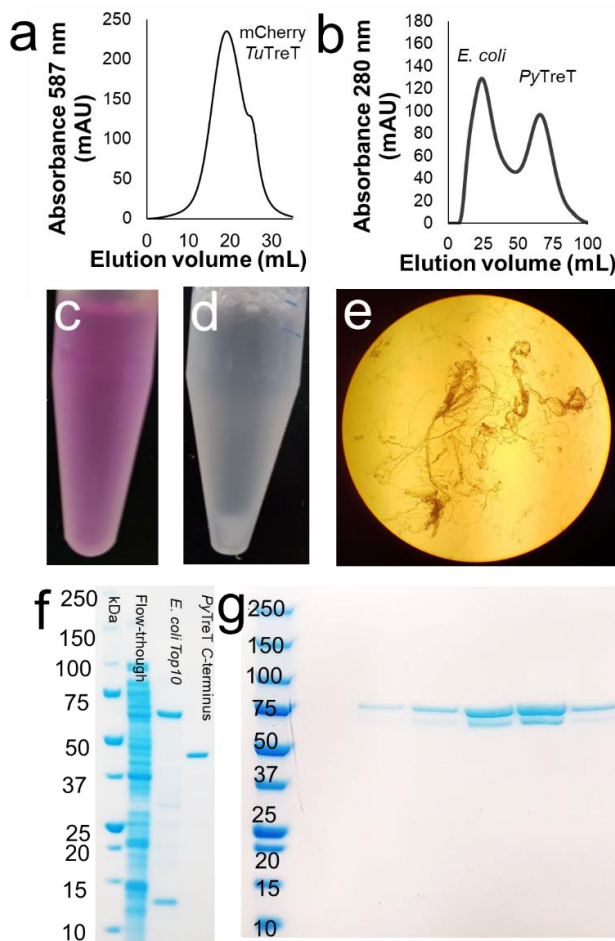 a
Absorbance 587 nm
(mAU)
250
200
150
100
50
0
mCherry
TuTreT
0
10
20
30
Elution volume (mL)
b
Absorbance 280 nm
(mAU)
180
160
140
120
100
80
60
40
20
0
E. coli
PyTreT
0
25
50
75
100
Elution volume (mL)
c
d
e
f
kDa
Flow-trhough
E. coli Top10
PyTreT C-terminus
250
150
100
75
50
37
25
20
15
10
g
250
150
100
75
50
37
25
20
15
10